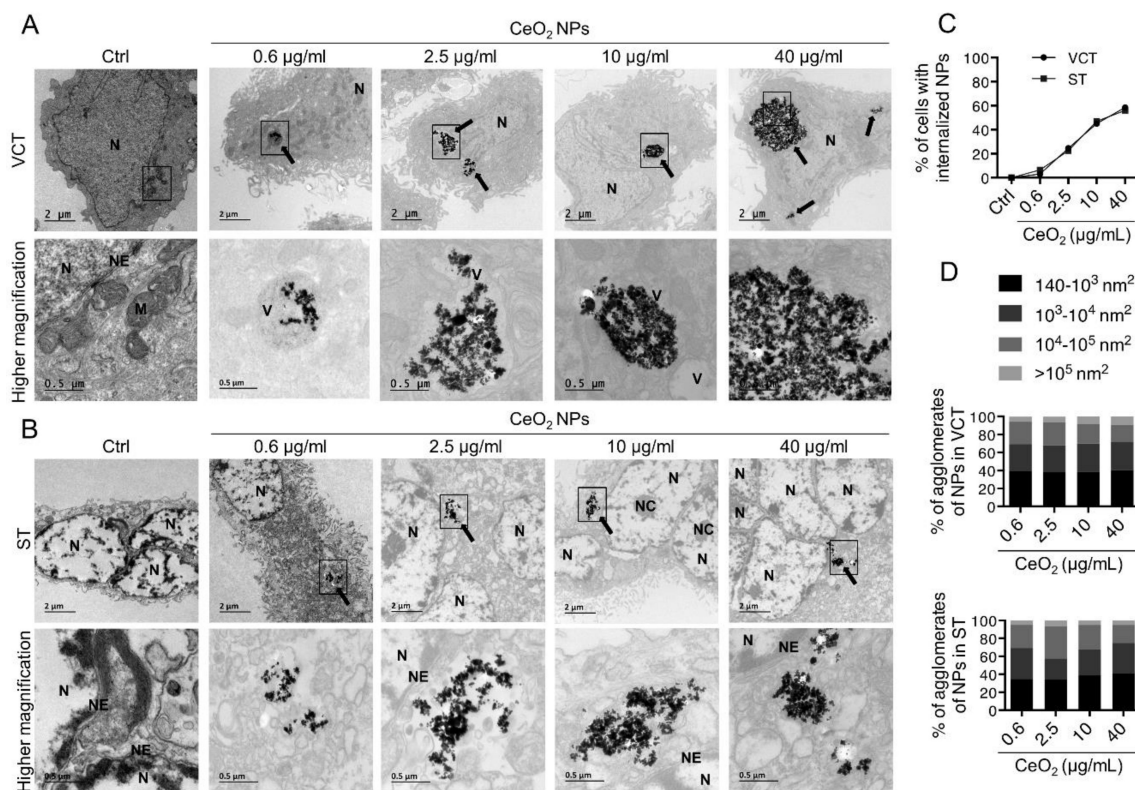 A
CeO2 NPs
Ctrl
0.6 µg/ml
2.5 µg/ml
10 µg/ml
40 µg/ml
VCT
N
2 µm
N
2 µm
N
2 µm
N
2 µm
N
2 µm
Higher magnification
N
NE
M
0.5 µm
V
0.5 µm
V
0.5 µm
V
V
0.5 µm
B
CeO2 NPs
Ctrl
0.6 µg/ml
2.5 µg/ml
10 µg/ml
40 µg/ml
ST
N
N
N
2 µm
N
2 µm
N
N
2 µm
N
NC
NC
N
N
2 µm
N
N
N
N
N
2 µm
Higher magnification
N
NE
NE
N
0.5 µm
0.5 µm
N
NE
0.5 µm
NE
N
0.5 µm
N
NE
0.5 µm
C
% of cells with
internalized NPs
100
80
60
40
20
0
VCT
ST
Ctrl
0.6
2.5
10
40
CeO2 (µg/mL)
D
140-10³ nm²
10³-10⁴ nm²
10⁴-10⁵ nm²
>10⁵ nm²
% of agglomerates
of NPs in VCT
100
80
60
40
20
0
0.6
2.5
10
40
CeO2 (µg/mL)
% of agglomerates
of NPs in ST
100
80
60
40
20
0
0.6
2.5
10
40
CeO2 (µg/mL)